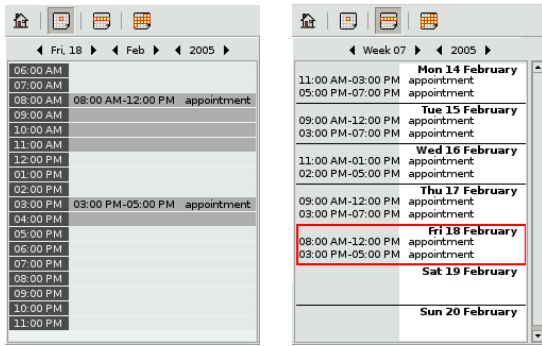 Fri, 18 Feb 2005
06:00 AM
07:00 AM
08:00 AM 08:00 AM-12:00 PM appointment
09:00 AM
10:00 AM
11:00 AM
12:00 PM
01:00 PM
02:00 PM
03:00 PM 03:00 PM-05:00 PM appointment
04:00 PM
05:00 PM
06:00 PM
07:00 PM
08:00 PM
09:00 PM
10:00 PM
11:00 PM
Week 07 2005
Mon 14 February
11:00 AM-03:00 PM appointment
05:00 PM-07:00 PM appointment
Tue 15 February
09:00 AM-12:00 PM appointment
03:00 PM-07:00 PM appointment
Wed 16 February
11:00 AM-01:00 PM appointment
02:00 PM-05:00 PM appointment
Thu 17 February
09:00 AM-12:00 PM appointment
03:00 PM-07:00 PM appointment
Fri 18 February
08:00 AM-12:00 PM appointment
03:00 PM-05:00 PM appointment
Sat 19 February
Sun 20 February